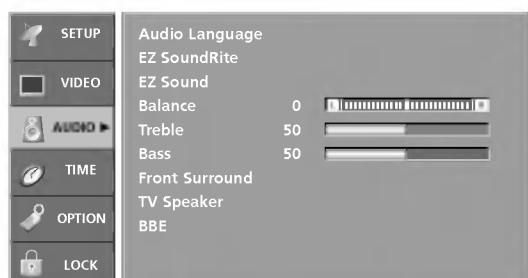 SETUP
VIDEO
AUDIO
TIME
OPTION
LOCK
Audio Language
EZ SoundRite
EZ Sound
Balance 0 L R
Treble 50
Bass 50
Front Surround
TV Speaker
BBE